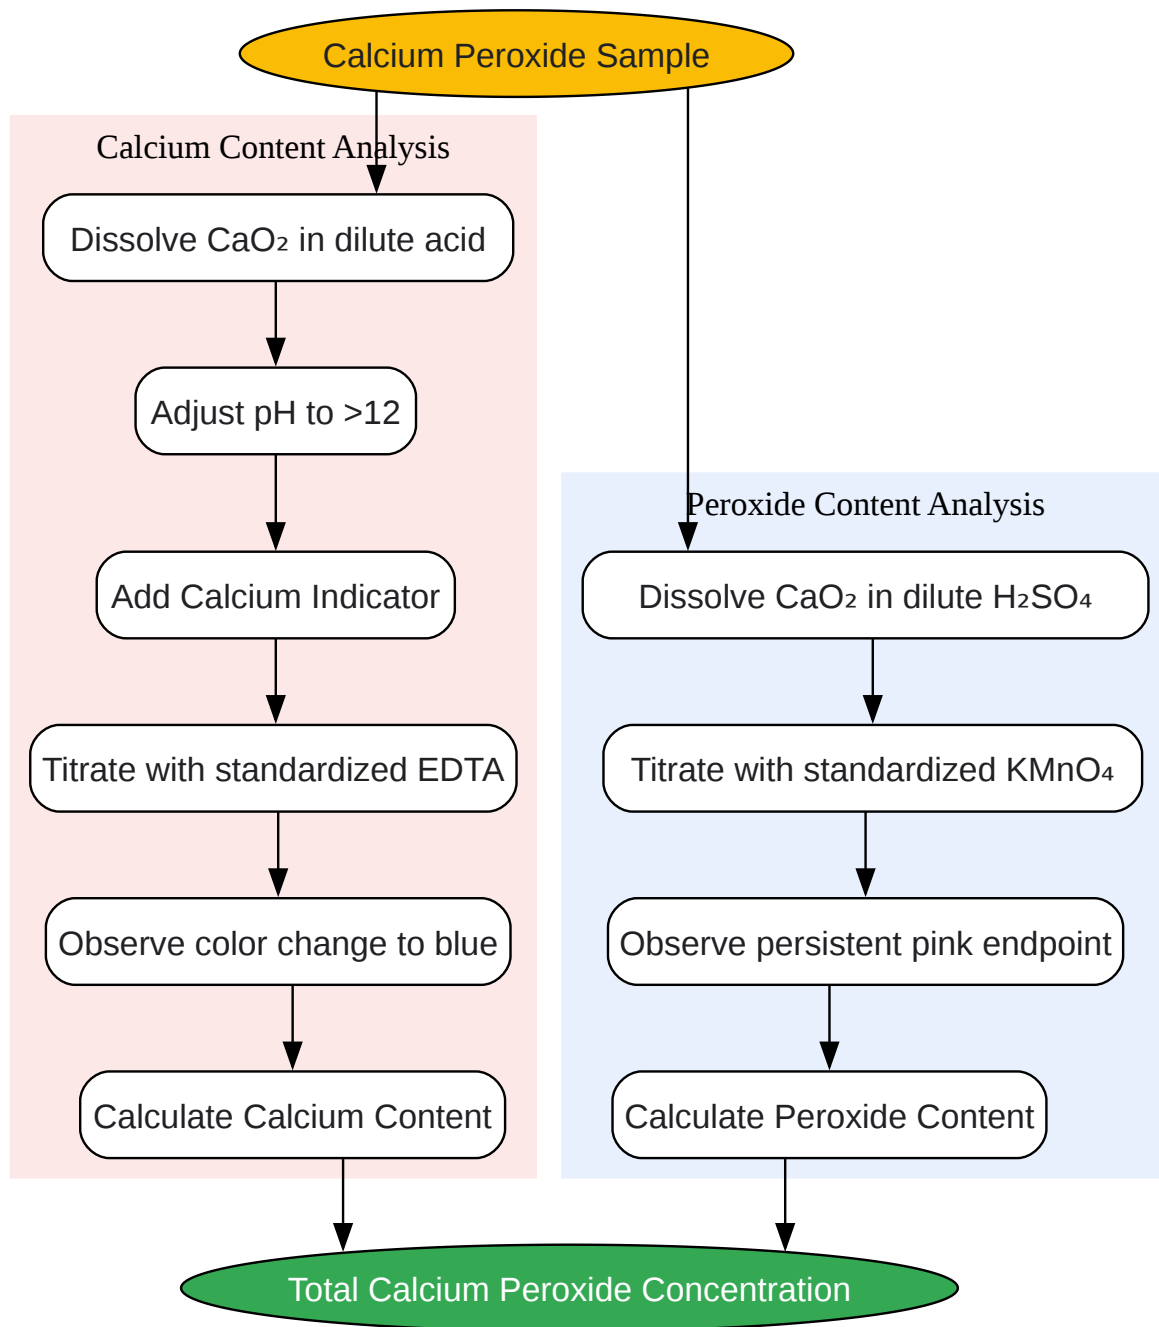 Calcium Peroxide Sample
Calcium Content Analysis
Dissolve CaO₂ in dilute acid
Adjust pH to >12
Add Calcium Indicator
Titrate with standardized EDTA
Observe color change to blue
Calculate Calcium Content
Peroxide Content Analysis
Dissolve CaO₂ in dilute H₂SO₄
Titrate with standardized KMnO₄
Observe persistent pink endpoint
Calculate Peroxide Content
Total Calcium Peroxide Concentration